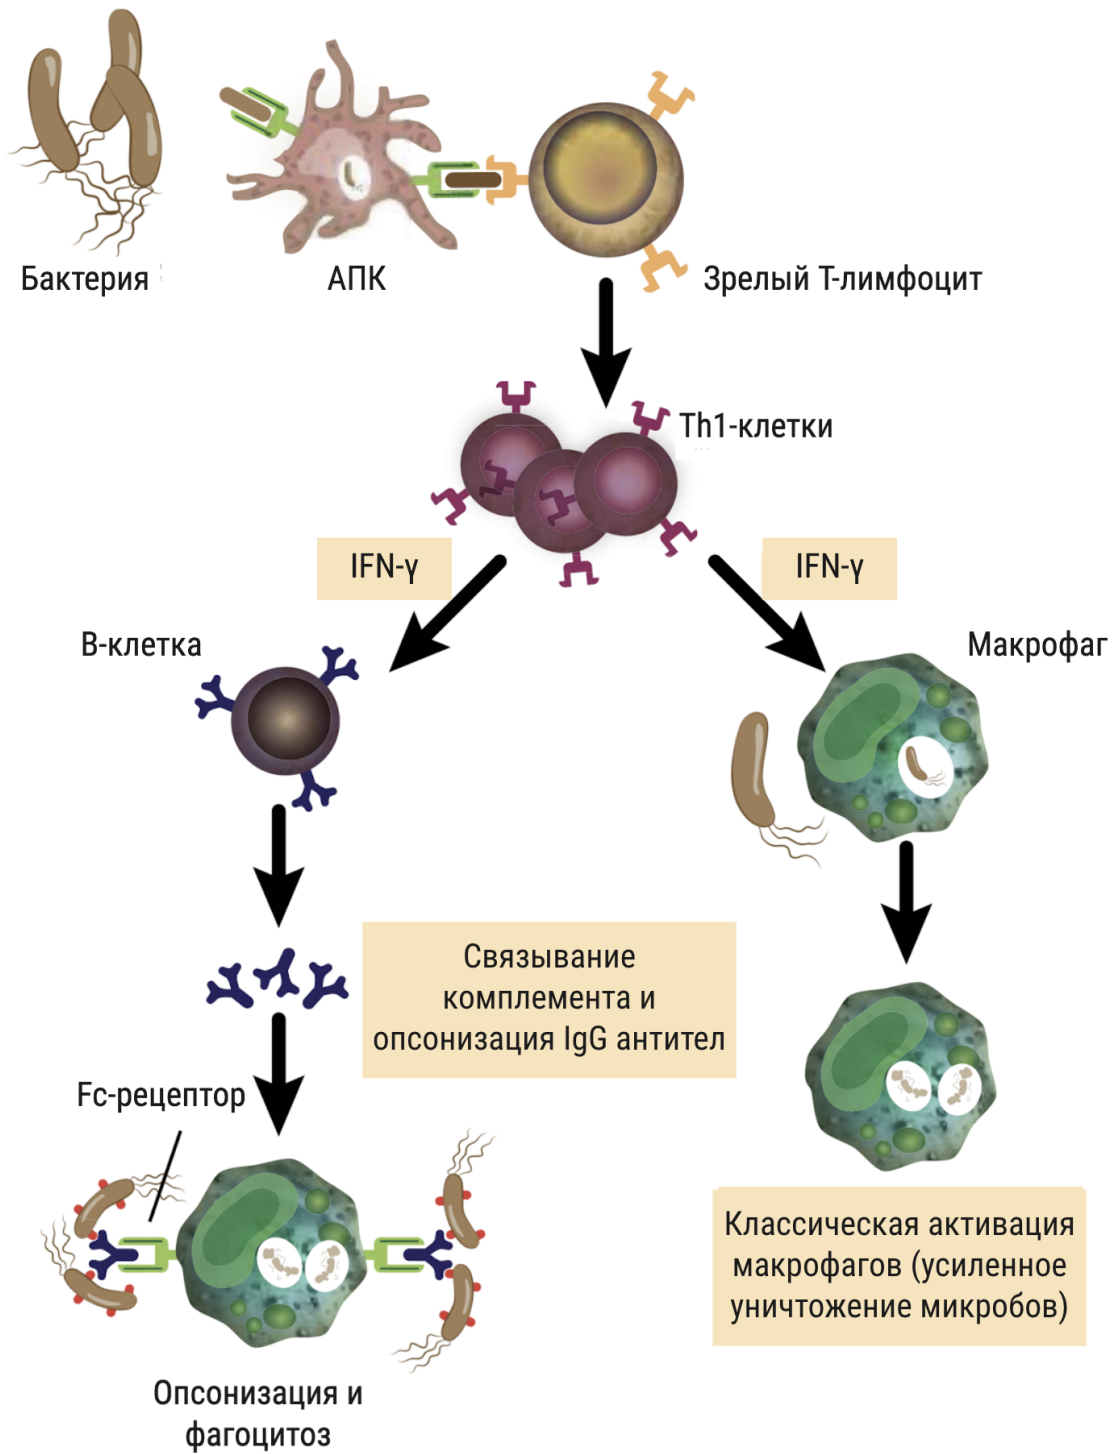 Бактерия
АПК
Зрелый Т-лимфоцит
Th1-клетки
IFN-γ
IFN-γ
В-клетка
Макрофаг
Связывание
комплемента и
опсонизация IgG антител
Fc-рецептор
Классическая активация
макрофагов (усиленное
уничтожение микробов)
Опсонизация и
фагоцитоз